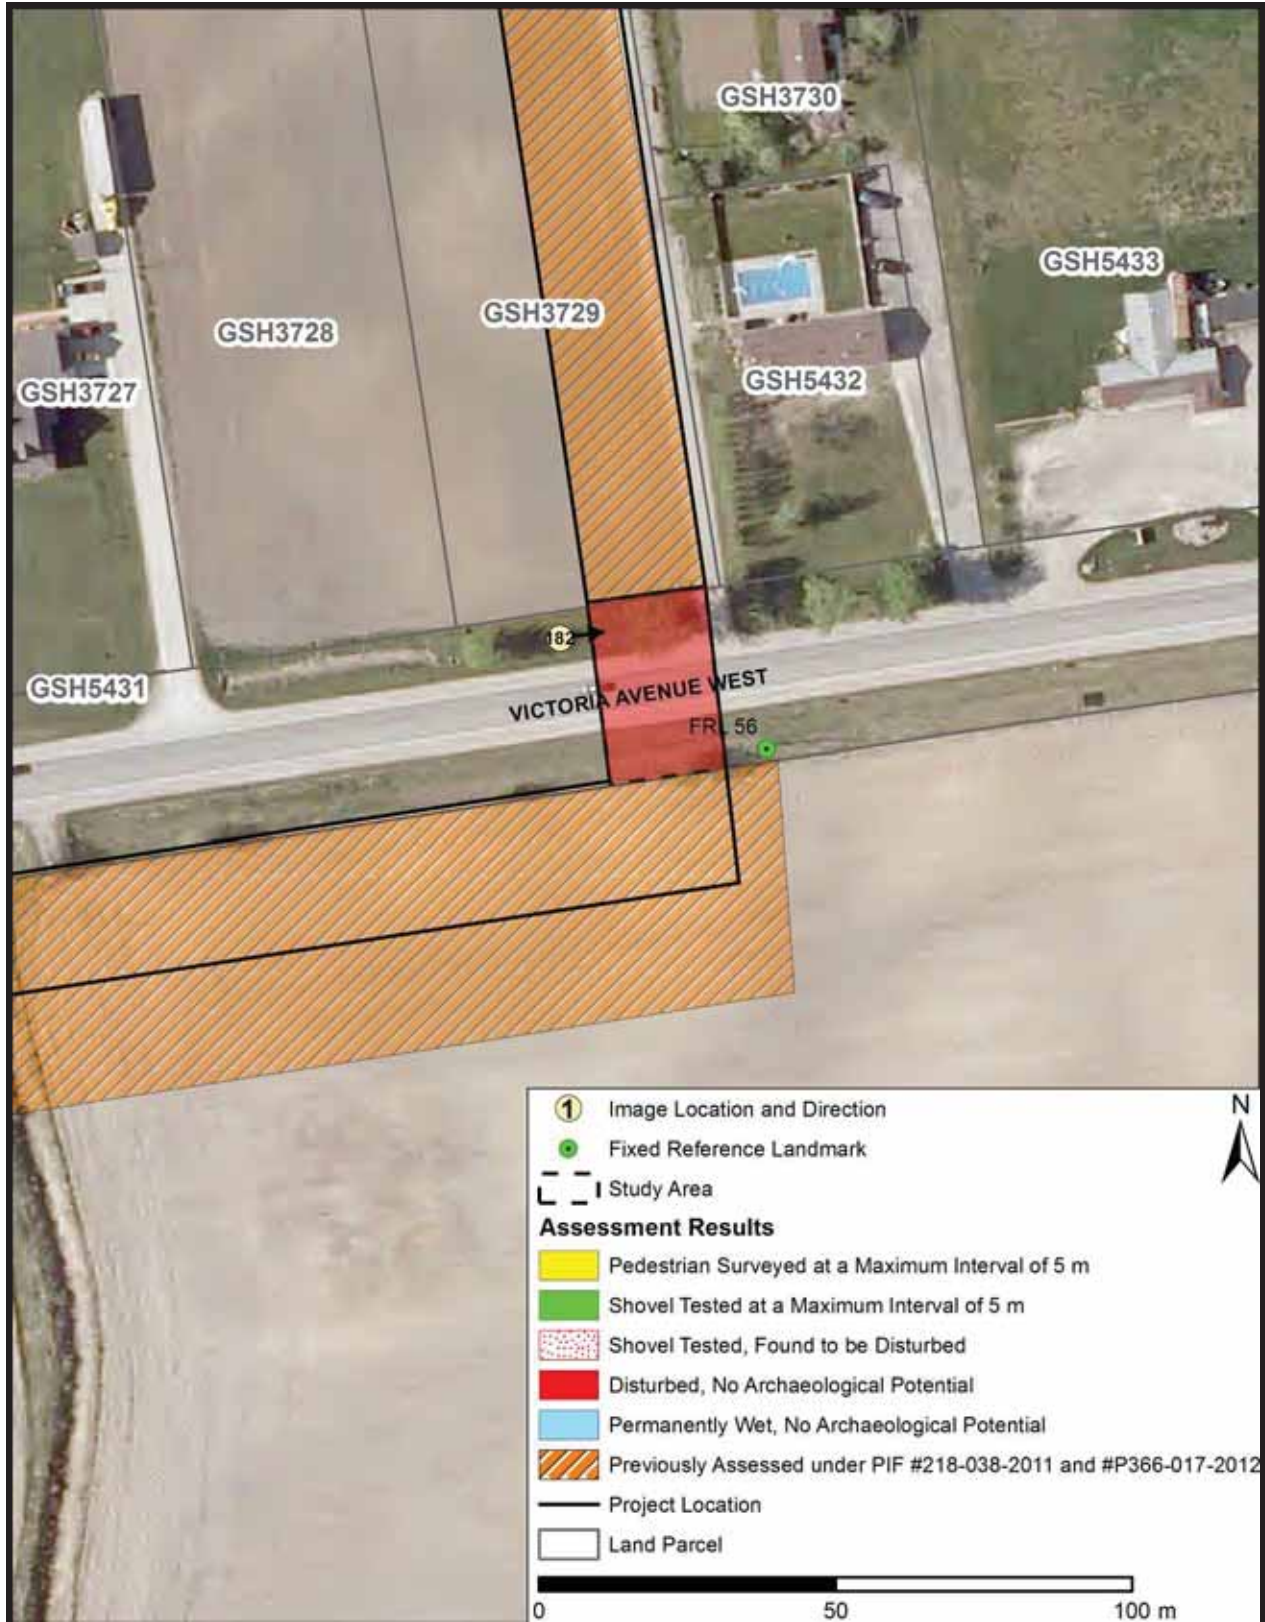 GSH3730
GSH5433
GSH3729
GSH3728
GSH5432
GSH3727
182
GSH5431
VICTORIA AVENUE WEST
FRL 56
1 Image Location and Direction
N
Fixed Reference Landmark
Study Area
Assessment Results
Pedestrian Surveyed at a Maximum Interval of 5 m
Shovel Tested at a Maximum Interval of 5 m
Shovel Tested, Found to be Disturbed
Disturbed, No Archaeological Potential
Permanently Wet, No Archaeological Potential
Previously Assessed under PIF #218-038-2011 and #P366-017-2012
Project Location
Land Parcel
0 50 100 m